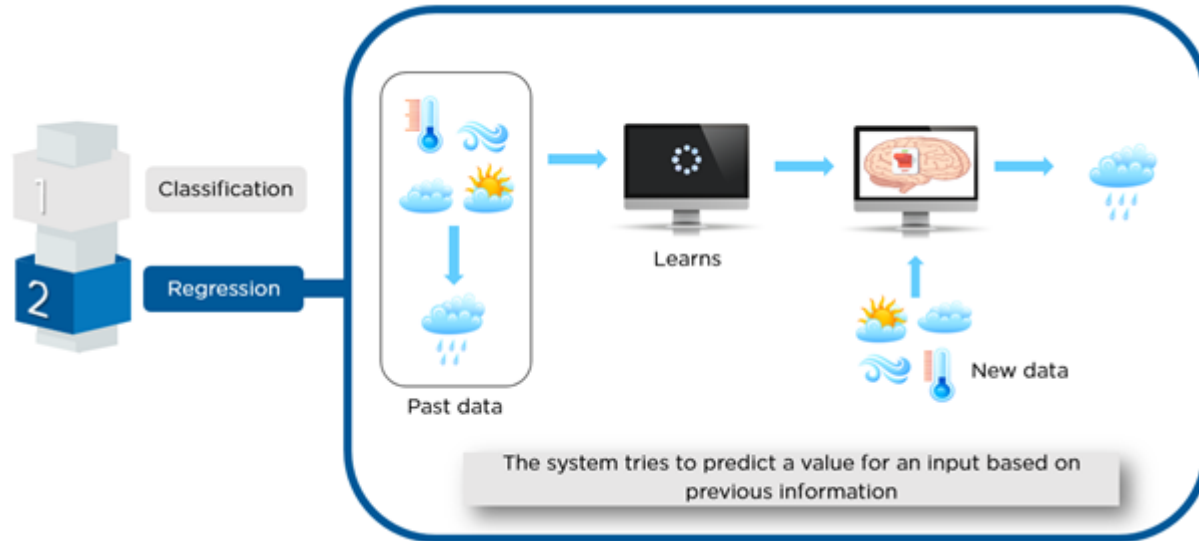 1
Classification
2
Regression
Past data
Learns
New data
The system tries to predict a value for an input based on
previous information